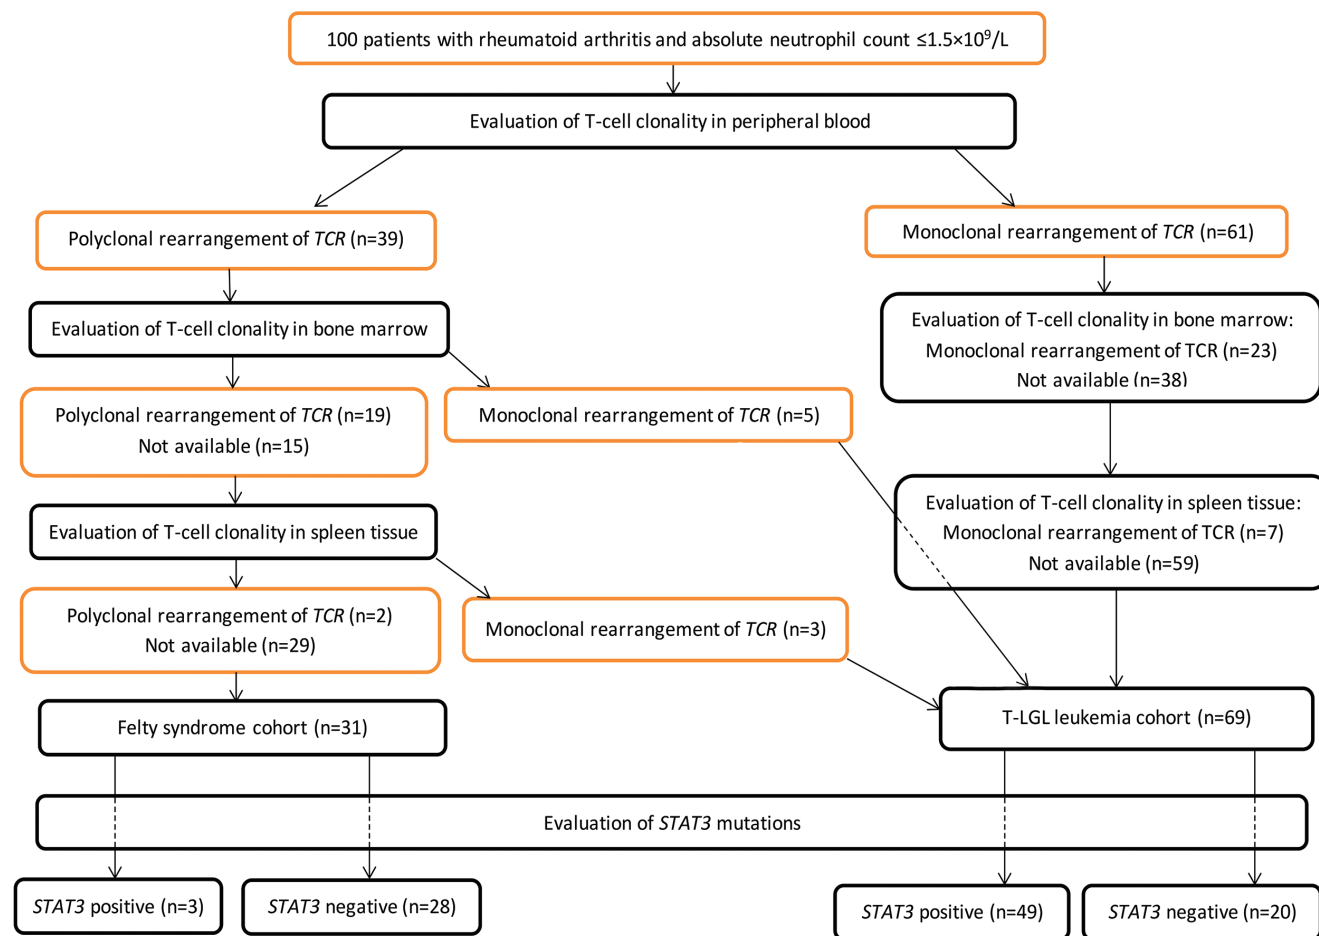 100 patients with rheumatoid arthritis and absolute neutrophil count ≤1.5×10⁹/L
Evaluation of T-cell clonality in peripheral blood
Polyclonal rearrangement of TCR (n=39)
Monoclonal rearrangement of TCR (n=61)
Evaluation of T-cell clonality in bone marrow
Evaluation of T-cell clonality in bone marrow:
Monoclonal rearrangement of TCR (n=23)
Not available (n=38)
Polyclonal rearrangement of TCR (n=19)
Not available (n=15)
Monoclonal rearrangement of TCR (n=5)
Evaluation of T-cell clonality in spleen tissue
Evaluation of T-cell clonality in spleen tissue:
Monoclonal rearrangement of TCR (n=7)
Not available (n=59)
Polyclonal rearrangement of TCR (n=2)
Not available (n=29)
Monoclonal rearrangement of TCR (n=3)
Felty syndrome cohort (n=31)
T-LGL leukemia cohort (n=69)
Evaluation of STAT3 mutations
STAT3 positive (n=3)
STAT3 negative (n=28)
STAT3 positive (n=49)
STAT3 negative (n=20)